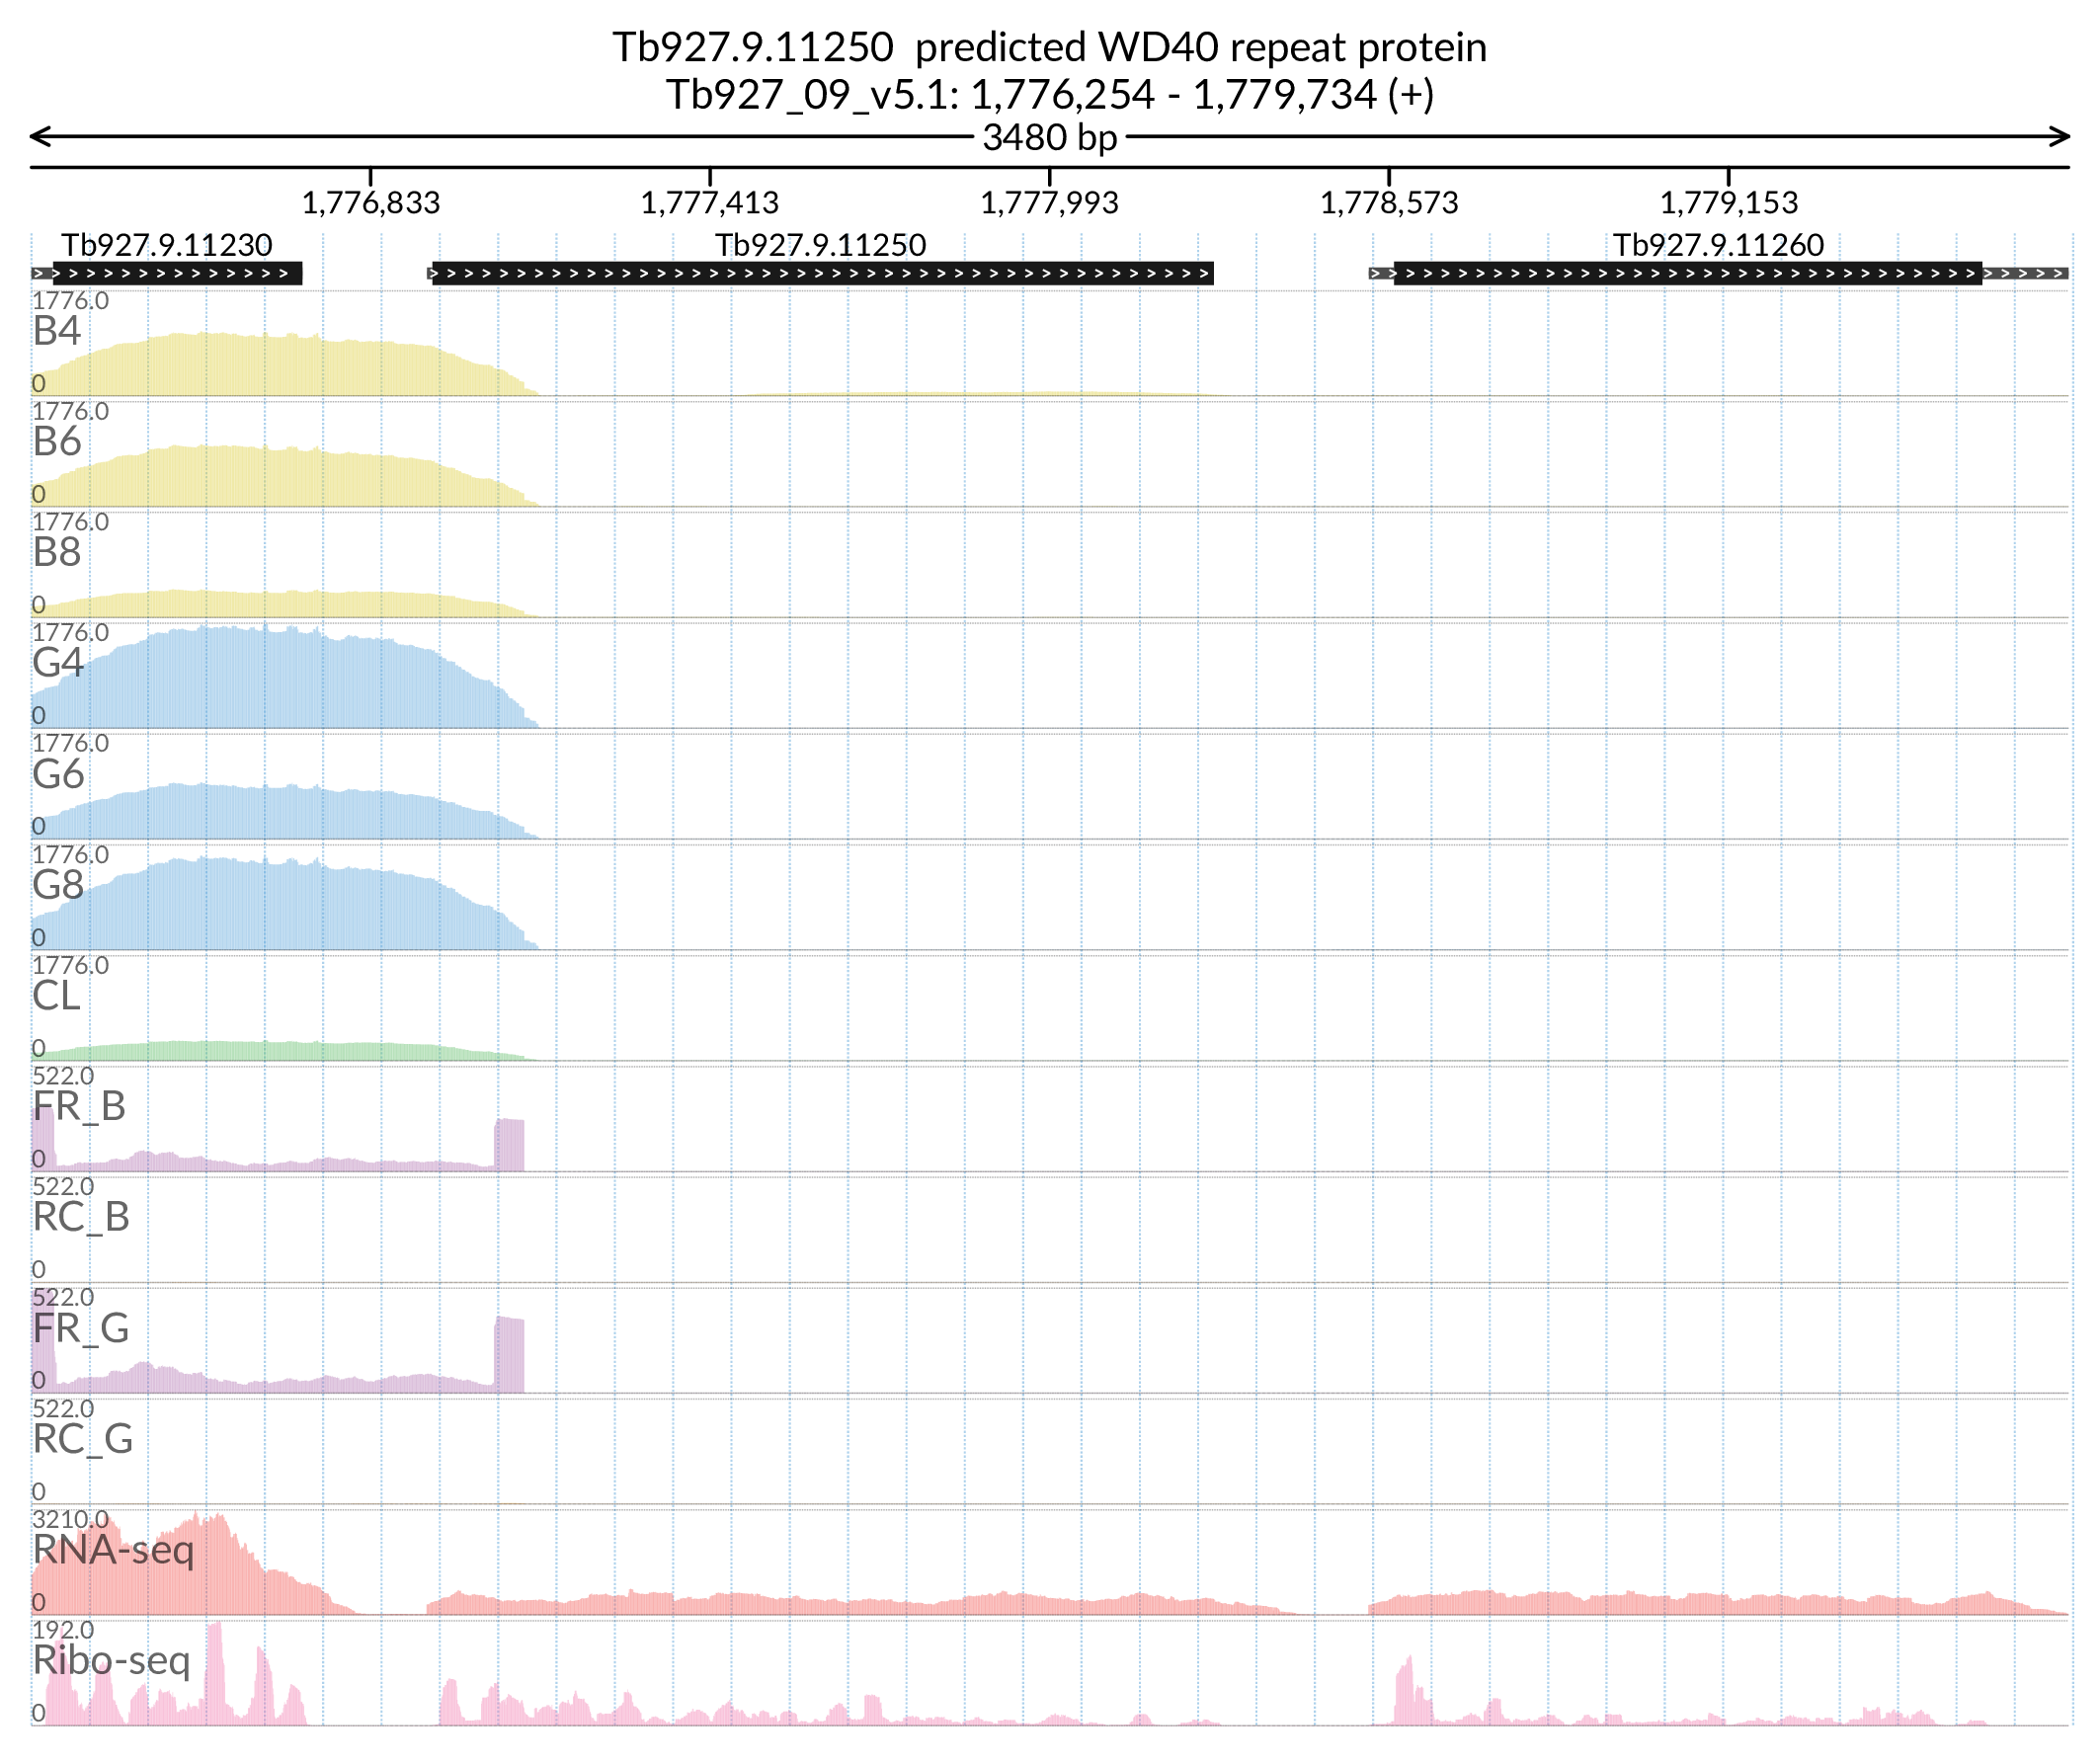 Tb927.9.11250  predicted WD40 repeat protein
Tb927_09_v5.1: 1,776,254 - 1,779,734 (+)
3480 bp
1,776,833 1,777,413 1,777,993 1,778,573 1,779,153
Tb927.9.11230 Tb927.9.11250 Tb927.9.11260
1776.0
B4
0
1776.0
B6
0
1776.0
B8
0
1776.0
G4
0
1776.0
G6
0
1776.0
G8
0
1776.0
CL
0
522.0
FR_B
0
522.0
RC_B
0
522.0
FR_G
0
522.0
RC_G
0
3210.0
RNA-seq
0
192.0
Ribo-seq
0